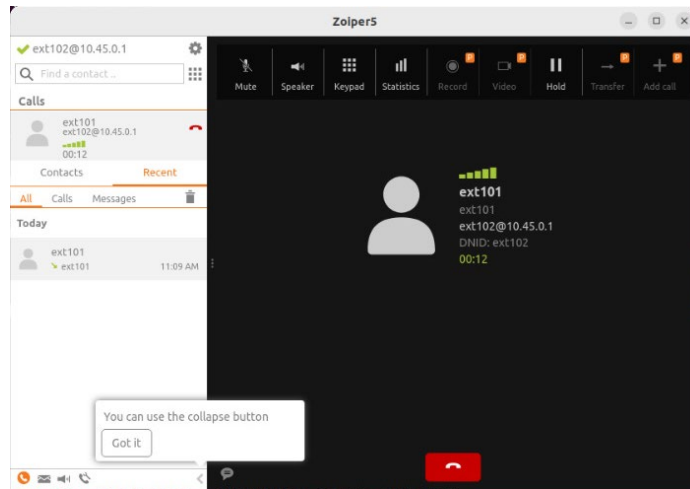 Zoiper5
ext102@10.45.0.1
Find a contact ..
Calls
ext101
ext102@10.45.0.1
00:12
Contacts Recent
All Calls Messages
Today
ext101
ext101 11:09 AM
You can use the collapse button
Got it
Mute Speaker Keypad Statistics Record Video Hold Transfer Add call
P P P P
ext101
ext101
ext102@10.45.0.1
DNID: ext102
00:12